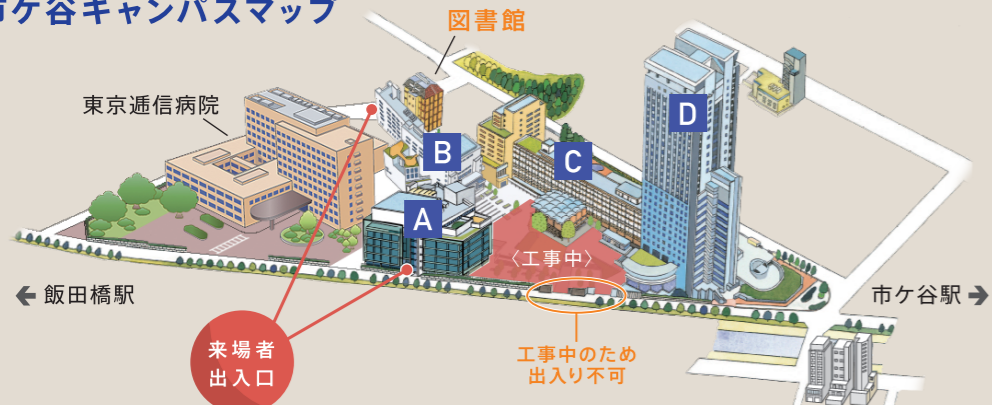 市ケ谷キャンパスマップ
図書館
東京逓信病院
D
B
C
A
〈工事中〉
← 飯田橋駅
市ケ谷駅 →
来場者
出入口
工事中のため
出入り不可